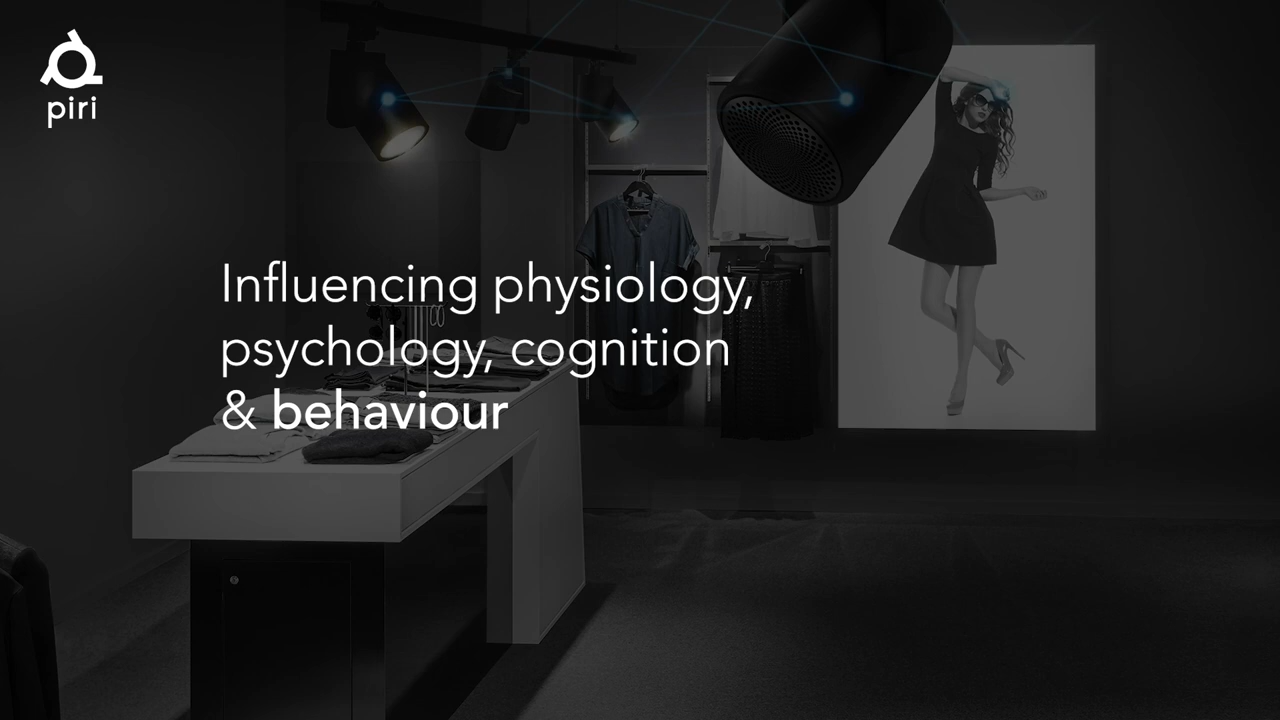 piri
Influencing physiology,
psychology, cognition
& behaviour